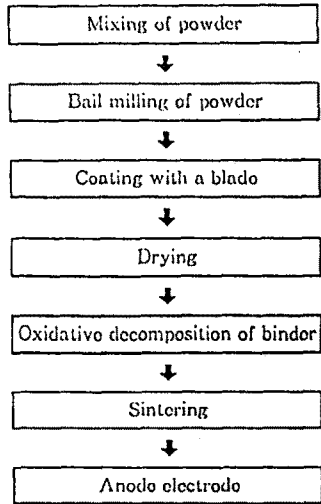 Mixing of powder
Bail milling of powder
Coating with a blado
Drying
Oxidativo decomposition of bindor
Sintering
Anodo electrodo